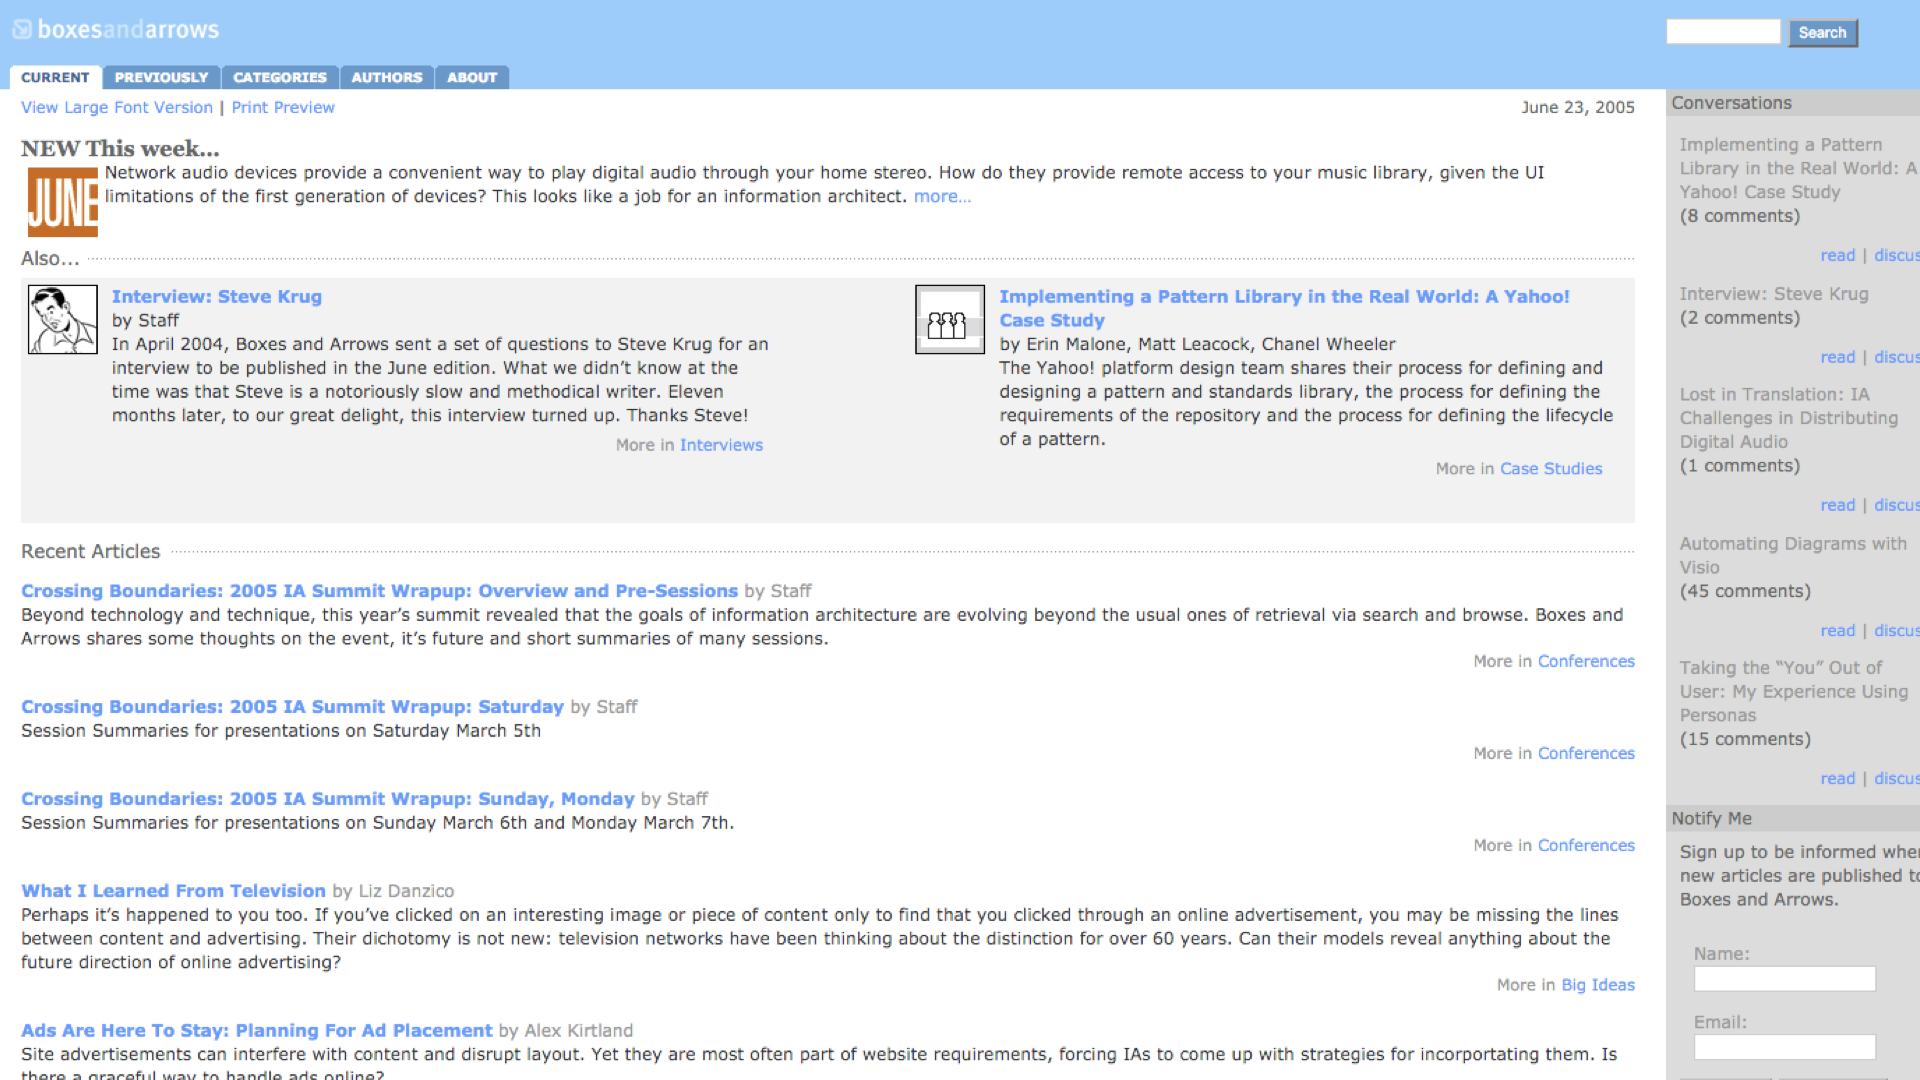 boxesandarrows
Search
CURRENT
PREVIOUSLY
CATEGORIES
AUTHORS
ABOUT
View Large Font Version | Print Preview
June 23, 2005
NEW This week...
JUNE
Network audio devices provide a convenient way to play digital audio through your home stereo. How do they provide remote access to your music library, given the UI
limitations of the first generation of devices? This looks like a job for an information architect. more...
Also...
Interview: Steve Krug
by Staff
In April 2004, Boxes and Arrows sent a set of questions to Steve Krug for an
interview to be published in the June edition. What we didn’t know at the
time was that Steve is a notoriously slow and methodical writer. Eleven
months later, to our great delight, this interview turned up. Thanks Steve!
More in Interviews
Implementing a Pattern Library in the Real World: A Yahoo!
Case Study
by Erin Malone, Matt Leacock, Chanel Wheeler
The Yahoo! platform design team shares their process for defining and
designing a pattern and standards library, the process for defining the
requirements of the repository and the process for defining the lifecycle
of a pattern.
More in Case Studies
Recent Articles
Crossing Boundaries: 2005 IA Summit Wrapup: Overview and Pre-Sessions by Staff
Beyond technology and technique, this year’s summit revealed that the goals of information architecture are evolving beyond the usual ones of retrieval via search and browse. Boxes and
Arrows shares some thoughts on the event, it’s future and short summaries of many sessions.
More in Conferences
Crossing Boundaries: 2005 IA Summit Wrapup: Saturday by Staff
Session Summaries for presentations on Saturday March 5th
More in Conferences
Crossing Boundaries: 2005 IA Summit Wrapup: Sunday, Monday by Staff
Session Summaries for presentations on Sunday March 6th and Monday March 7th.
More in Conferences
What I Learned From Television by Liz Danzico
Perhaps it’s happened to you too. If you’ve clicked on an interesting image or piece of content only to find that you clicked through an online advertisement, you may be missing the lines
between content and advertising. Their dichotomy is not new: television networks have been thinking about the distinction for over 60 years. Can their models reveal anything about the
future direction of online advertising?
More in Big Ideas
Ads Are Here To Stay: Planning For Ad Placement by Alex Kirtland
Site advertisements can interfere with content and disrupt layout. Yet they are most often part of website requirements, forcing IAs to come up with strategies for incorportating them. Is
there a graceful way to handle ads online?
Conversations
Implementing a Pattern
Library in the Real World: A
Yahoo! Case Study
(8 comments)
read | discus
Interview: Steve Krug
(2 comments)
read | discus
Lost in Translation: IA
Challenges in Distributing
Digital Audio
(1 comments)
read | discus
Automating Diagrams with
Visio
(45 comments)
read | discus
Taking the “You” Out of
User: My Experience Using
Personas
(15 comments)
read | discus
Notify Me
Sign up to be informed when
new articles are published to
Boxes and Arrows.
Name:
Email: